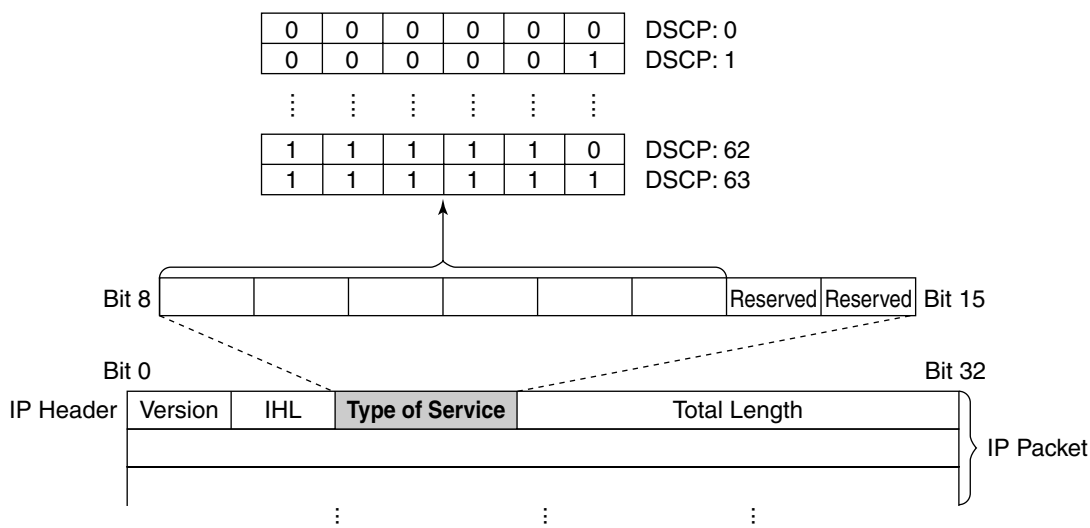 0 0 0 0 0 0 DSCP: 0
0 0 0 0 0 1 DSCP: 1
1 1 1 1 1 0 DSCP: 62
1 1 1 1 1 1 DSCP: 63
Bit 8 Reserved Reserved Bit 15
Bit 0 Bit 32
IP Header Version IHL Type of Service Total Length
IP Packet